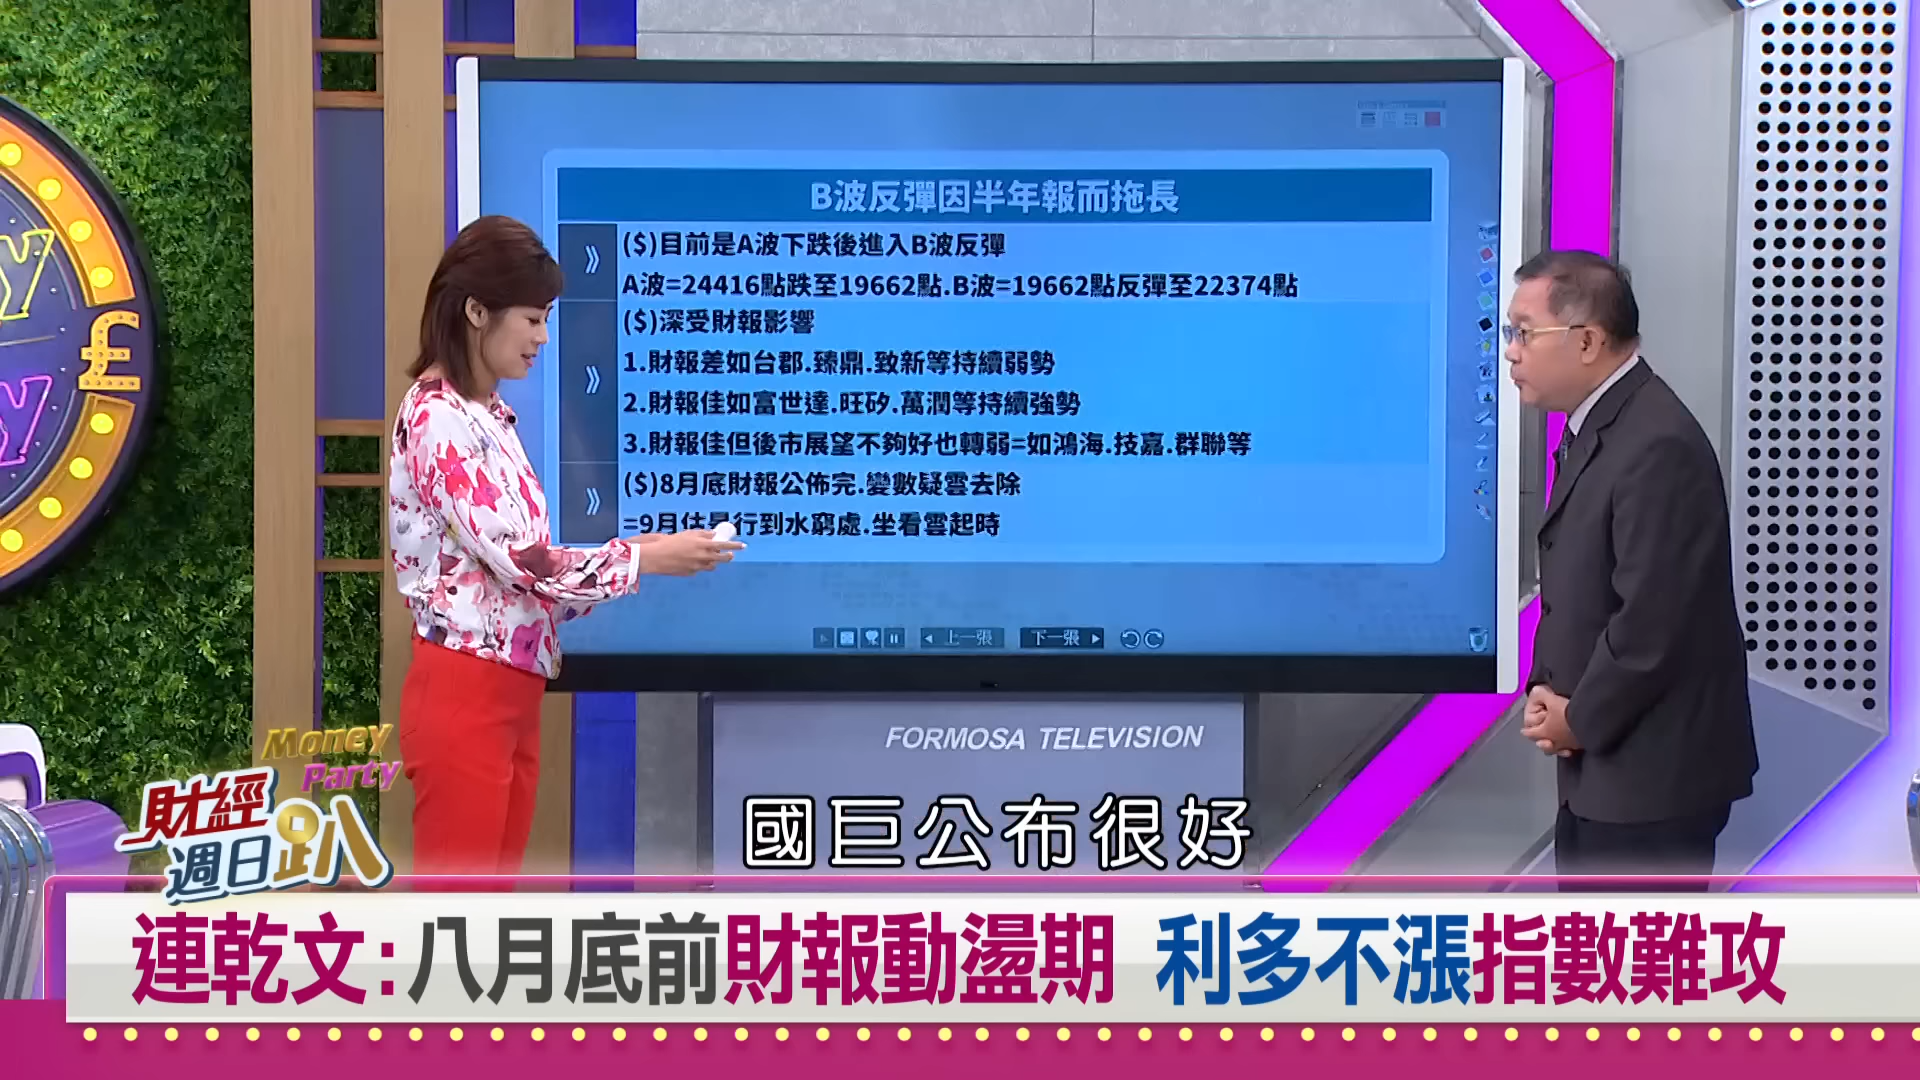 B波反彈因半年報而拖長
($)目前是A波下跌後進入B波反彈
A波=24416點跌至19662點.B波=19662點反彈至22374點
($)深受財報影響
1.財報差如台郡.臻鼎.致新等持續弱勢
2.財報佳如富世達.旺矽.萬潤等持續強勢
3.財報佳但後市展望不夠好也轉弱=如鴻海.技嘉.群聯等
($)8月底財報公佈完.變數疑雲去除
=9月估是行到水窮處.坐看雲起時
上一張 下一張
FORMOSA TELEVISION
Money
Party
財經
週日趴
國巨公布很好
連乾文:八月底前財報動盪期 利多不漲指數難攻